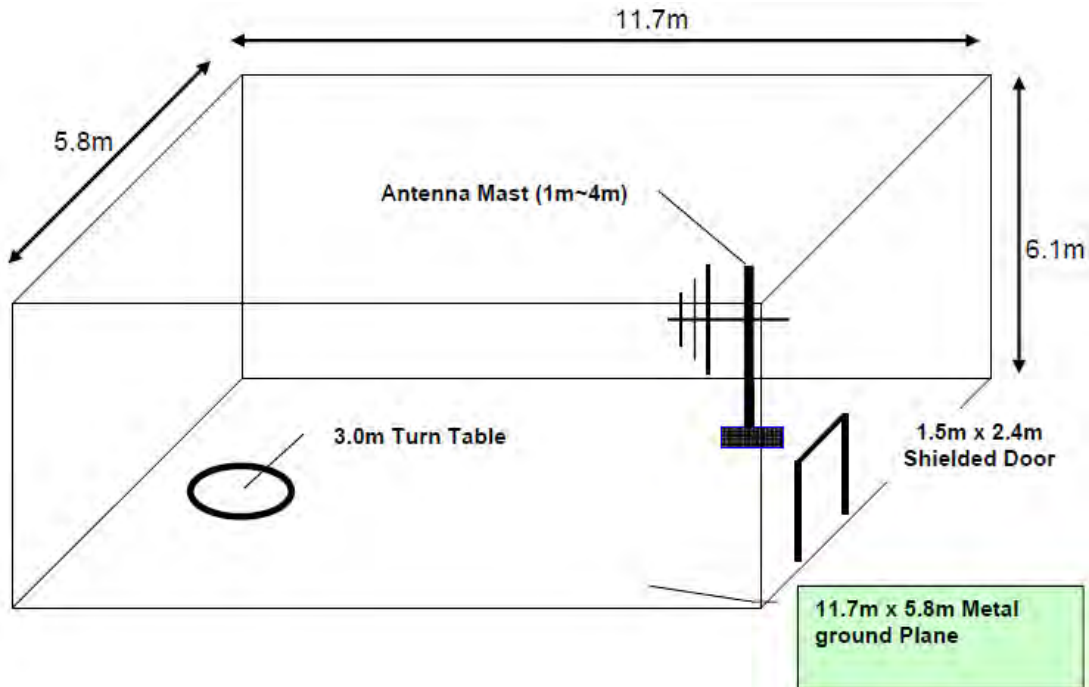 11.7m
5.8m
Antenna Mast (1m~4m)
6.1m
3.0m Turn Table
1.5m x 2.4m
Shielded Door
11.7m x 5.8m Metal
ground Plane